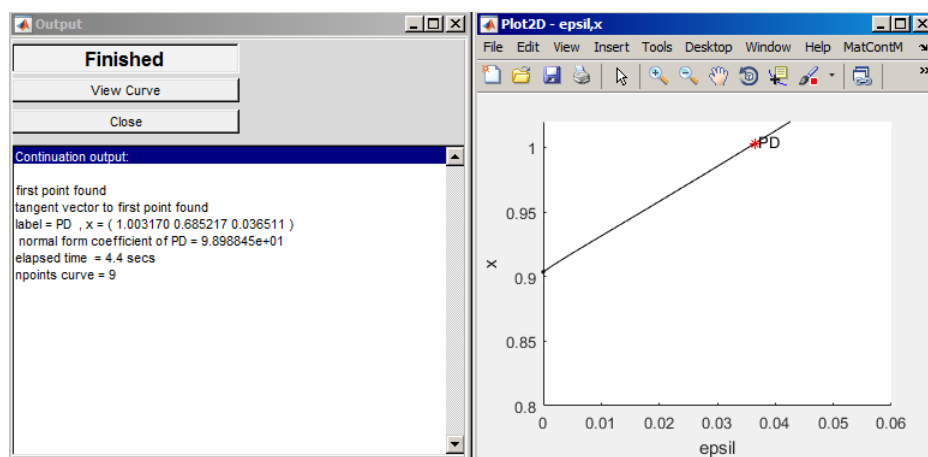 Output
Finished
View Curve
Close
Continuation output:
first point found
tangent vector to first point found
label = PD , x = ( 1.003170 0.685217 0.036511 )
normal form coefficient of PD = 9.898845e+01
elapsed time = 4.4 secs
npoints curve = 9
Plot2D - epsil,x
File Edit View Insert Tools Desktop Window Help MatContM
»
PD
1
0.95
0.9
0.85
0.8
x
0 0.01 0.02 0.03 0.04 0.05 0.06
epsil